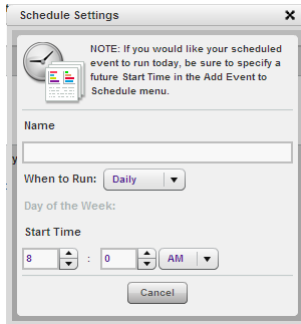 Schedule Settings
NOTE: If you would like your scheduled
event to run today, be sure to specify a
future Start Time in the Add Event to
Schedule menu.
Name
When to Run: Daily
Day of the Week:
Start Time
8 : 0 AM
Cancel